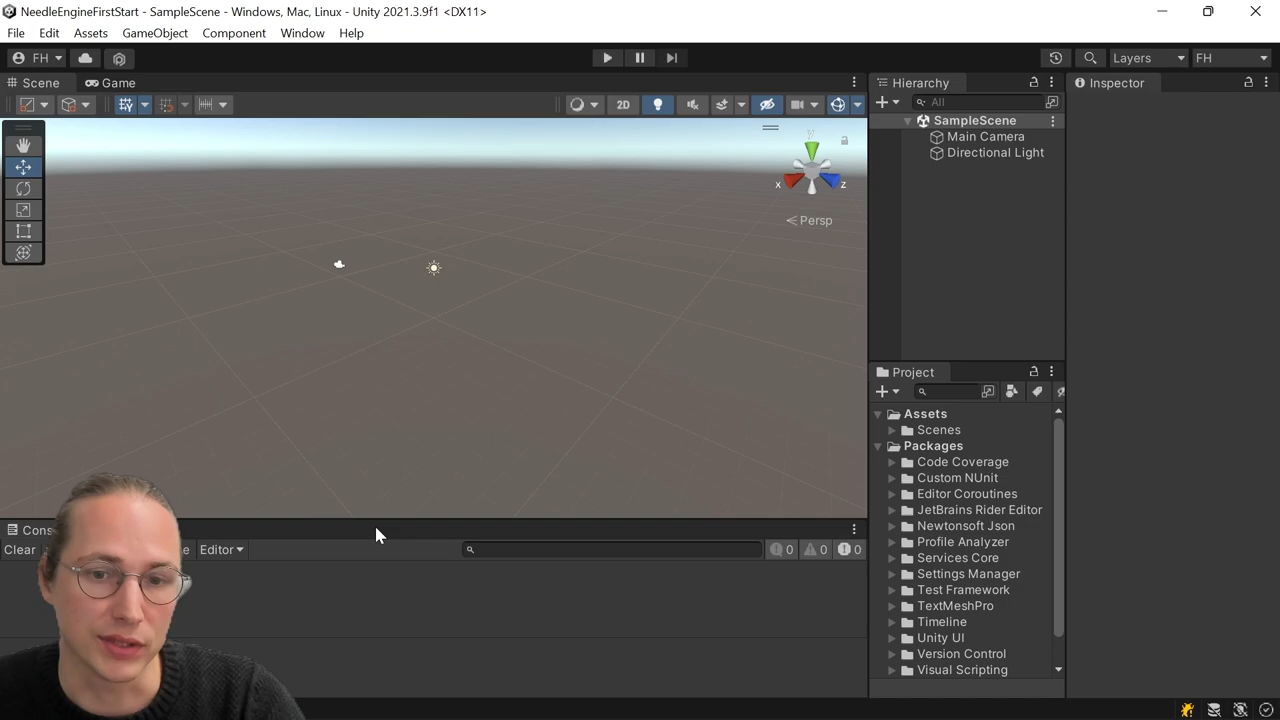 NeedleEngineFirstStart - SampleScene - Windows, Mac, Linux - Unity 2021.3.9f1 <DX11>
File Edit Assets GameObject Component Window Help
FH Layers FH
Scene Game Hierarchy Inspector
2D All
SampleScene
Main Camera
Directional Light
y
x z
Persp
Project
Assets
Scenes
Packages
Code Coverage
Custom NUnit
Editor Coroutines
JetBrains Rider Editor
Newtonsoft Json
Profile Analyzer
Services Core
Settings Manager
Test Framework
TextMeshPro
Timeline
Unity UI
Version Control
Visual Scripting
Clear Editor 0 0 0